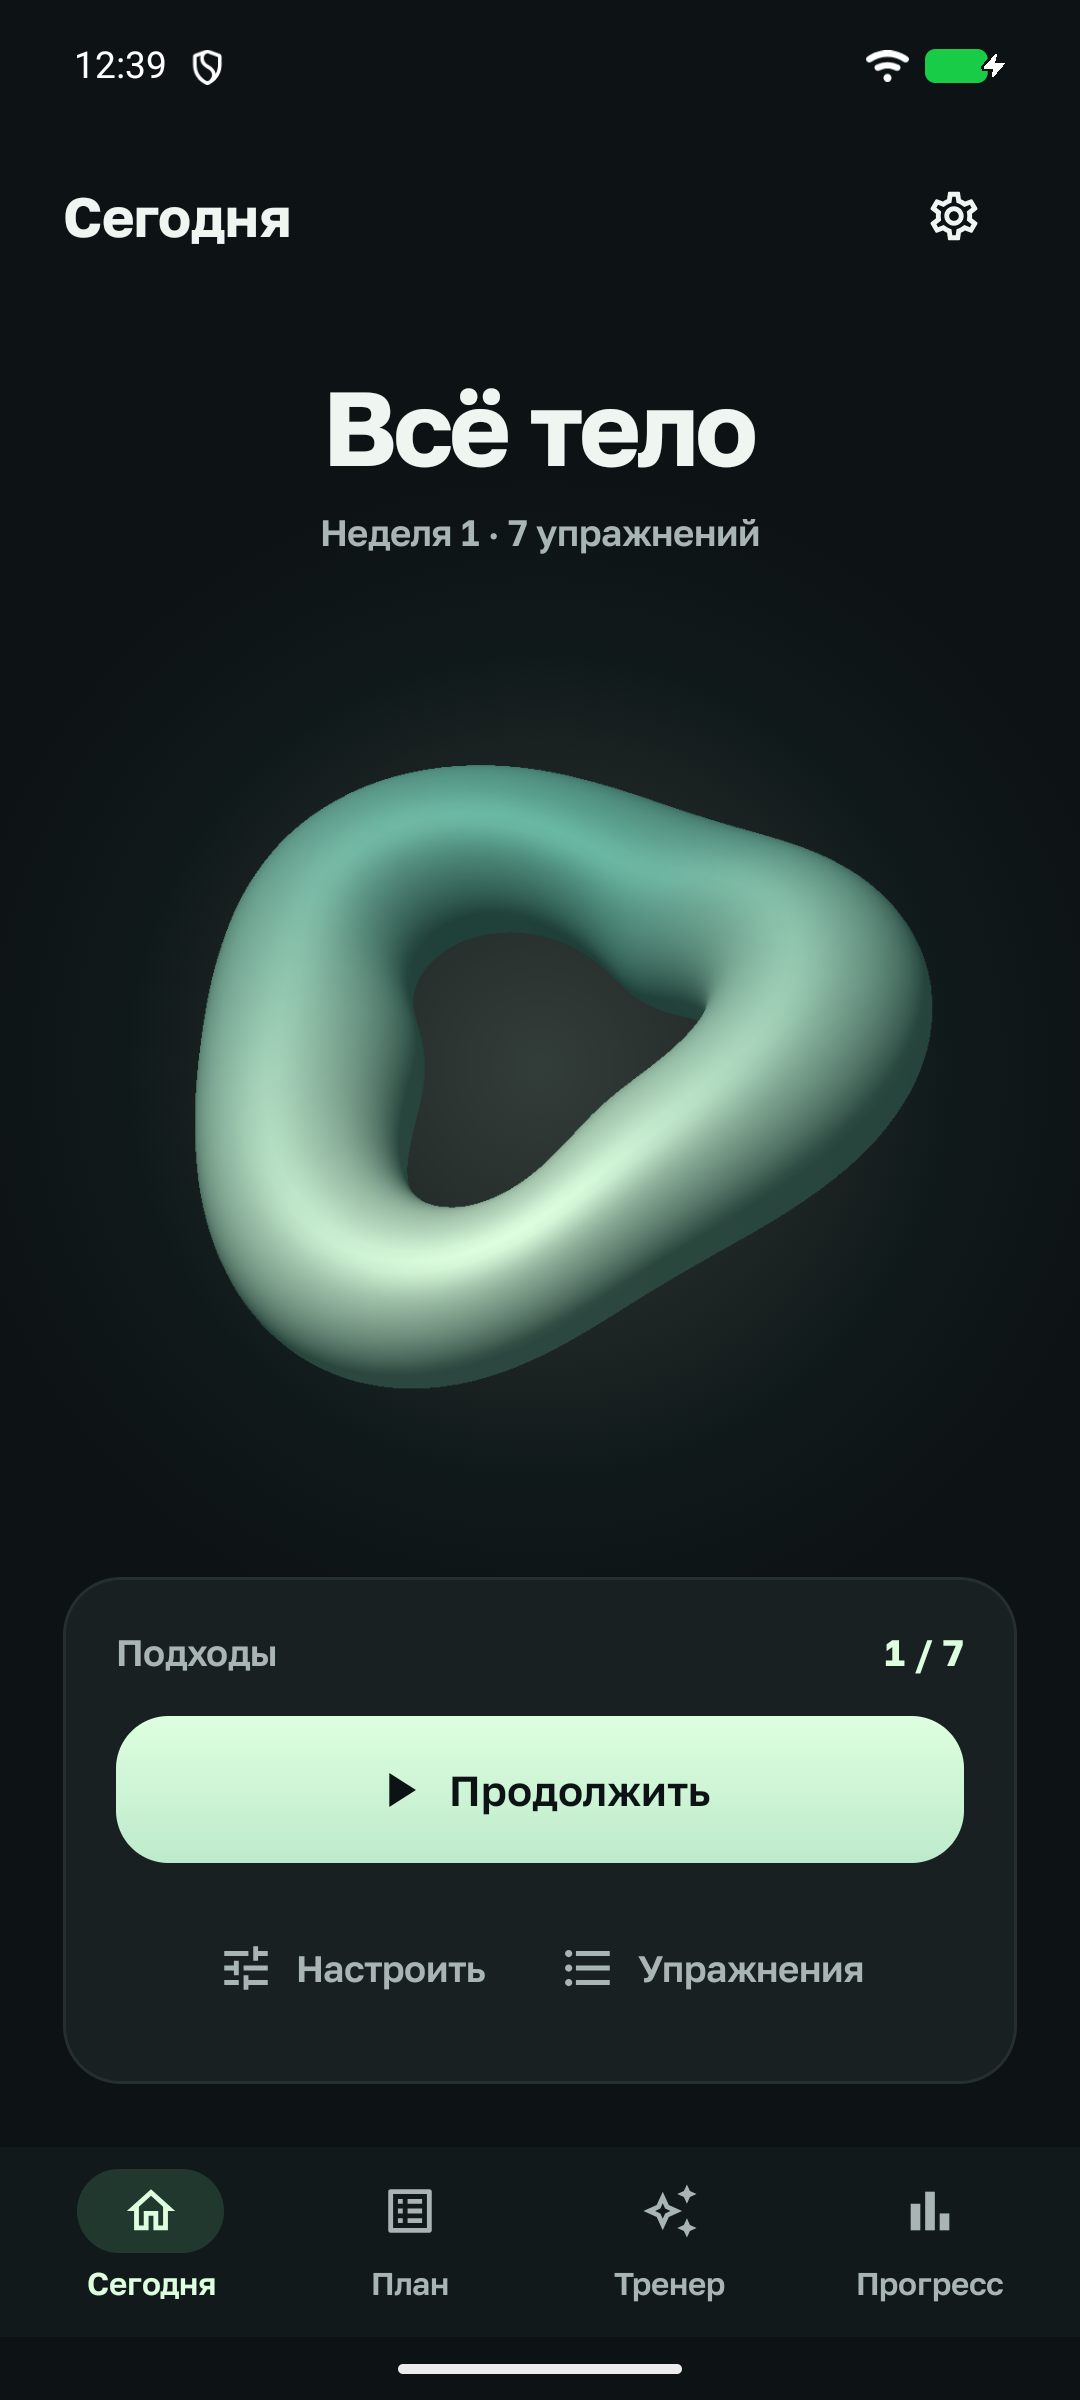 12:39
Сегодня
Всё тело
Неделя 1 · 7 упражнений
Подходы 1 / 7
Продолжить
Настроить Упражнения
Сегодня План Тренер Прогресс